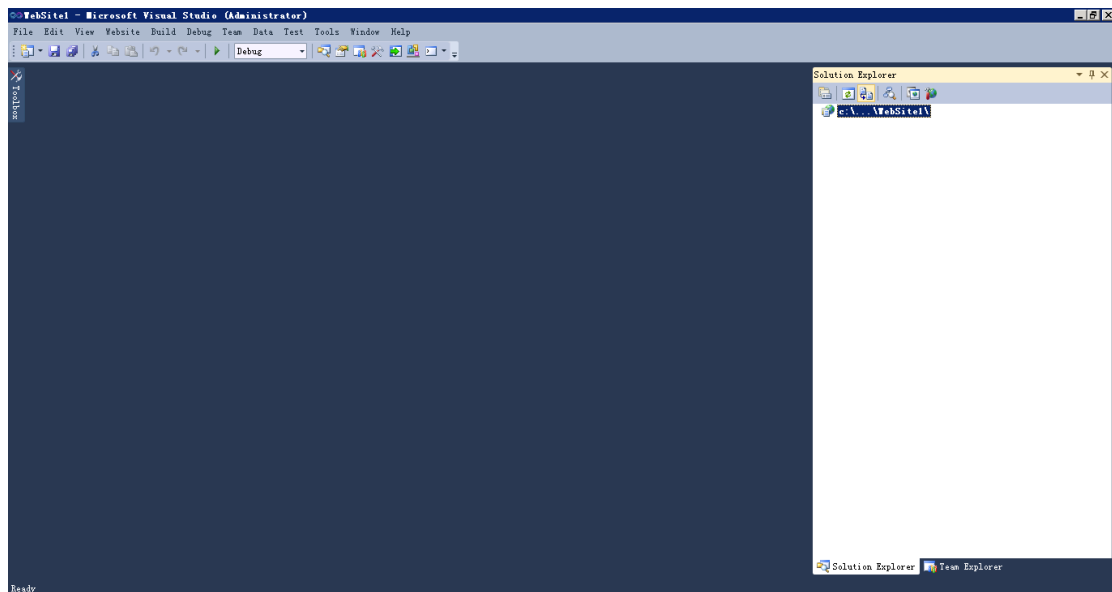 WebSite1 - Microsoft Visual Studio (Administrator)
File Edit View Website Build Debug Team Data Test Tools Window Help
Debug
Toolbox
Solution Explorer
c:\...\WebSite1\
Solution Explorer Team Explorer
Ready